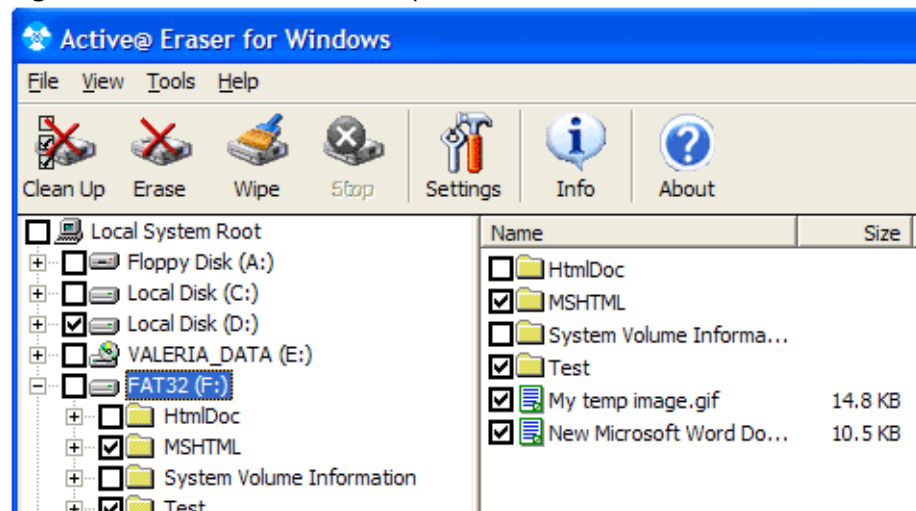 Active@ Eraser for Windows
File View Tools Help
Clean Up Erase Wipe Stop Settings Info About
Local System Root
Floppy Disk (A:)
Local Disk (C:)
Local Disk (D:)
VALERIA_DATA (E:)
FAT32 (F:)
HtmlDoc
MSHTML
System Volume Information
Test
Name Size
HtmlDoc
MSHTML
System Volume Informa...
Test
My temp image.gif 14.8 KB
New Microsoft Word Do... 10.5 KB